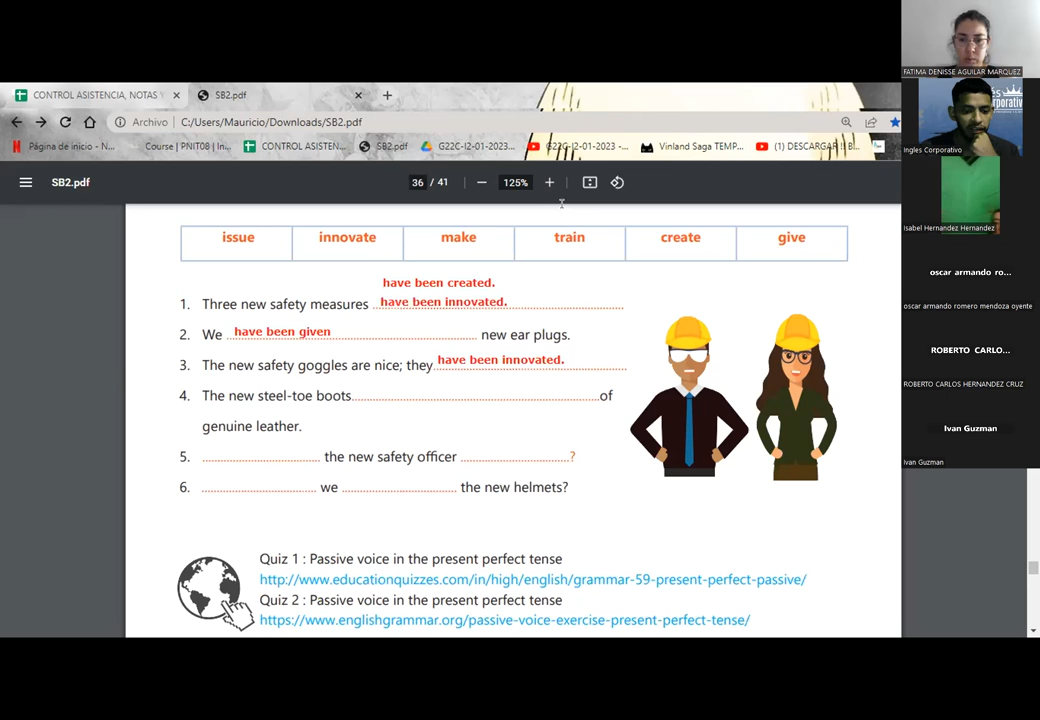 CONTROL ASISTENCIA, NOTAS Y
SB2.pdf
Archivo
C:/Users/Mauricio/Downloads/SB2.pdf
Página de inicio - N...
Course | PNIT08 | In...
CONTROL ASISTEN...
SB2.pdf
G22C-I2-01-2023...
G22C-I2-01-2023 -...
Vinland Saga TEMP...
(1) DESCARGAR !! B...
SB2.pdf
36 / 41
125%
issue innovate make train create give
have been created.
1. Three new safety measures have been innovated.
2. We have been given new ear plugs.
3. The new safety goggles are nice; they have been innovated.
4. The new steel-toe boots of
genuine leather.
5. the new safety officer ?
6. we the new helmets?
Quiz 1 : Passive voice in the present perfect tense
http://www.educationquizzes.com/in/high/english/grammar-59-present-perfect-passive/
Quiz 2 : Passive voice in the present perfect tense
https://www.englishgrammar.org/passive-voice-exercise-present-perfect-tense/
FATIMA DENISSE AGUILAR MARQUEZ
Ingles Corporativo
Isabel Hernandez Hernandez
oscar armando ro...
oscar armando romero mendoza oyente
ROBERTO CARLO...
ROBERTO CARLOS HERNANDEZ CRUZ
Ivan Guzman
Ivan Guzman